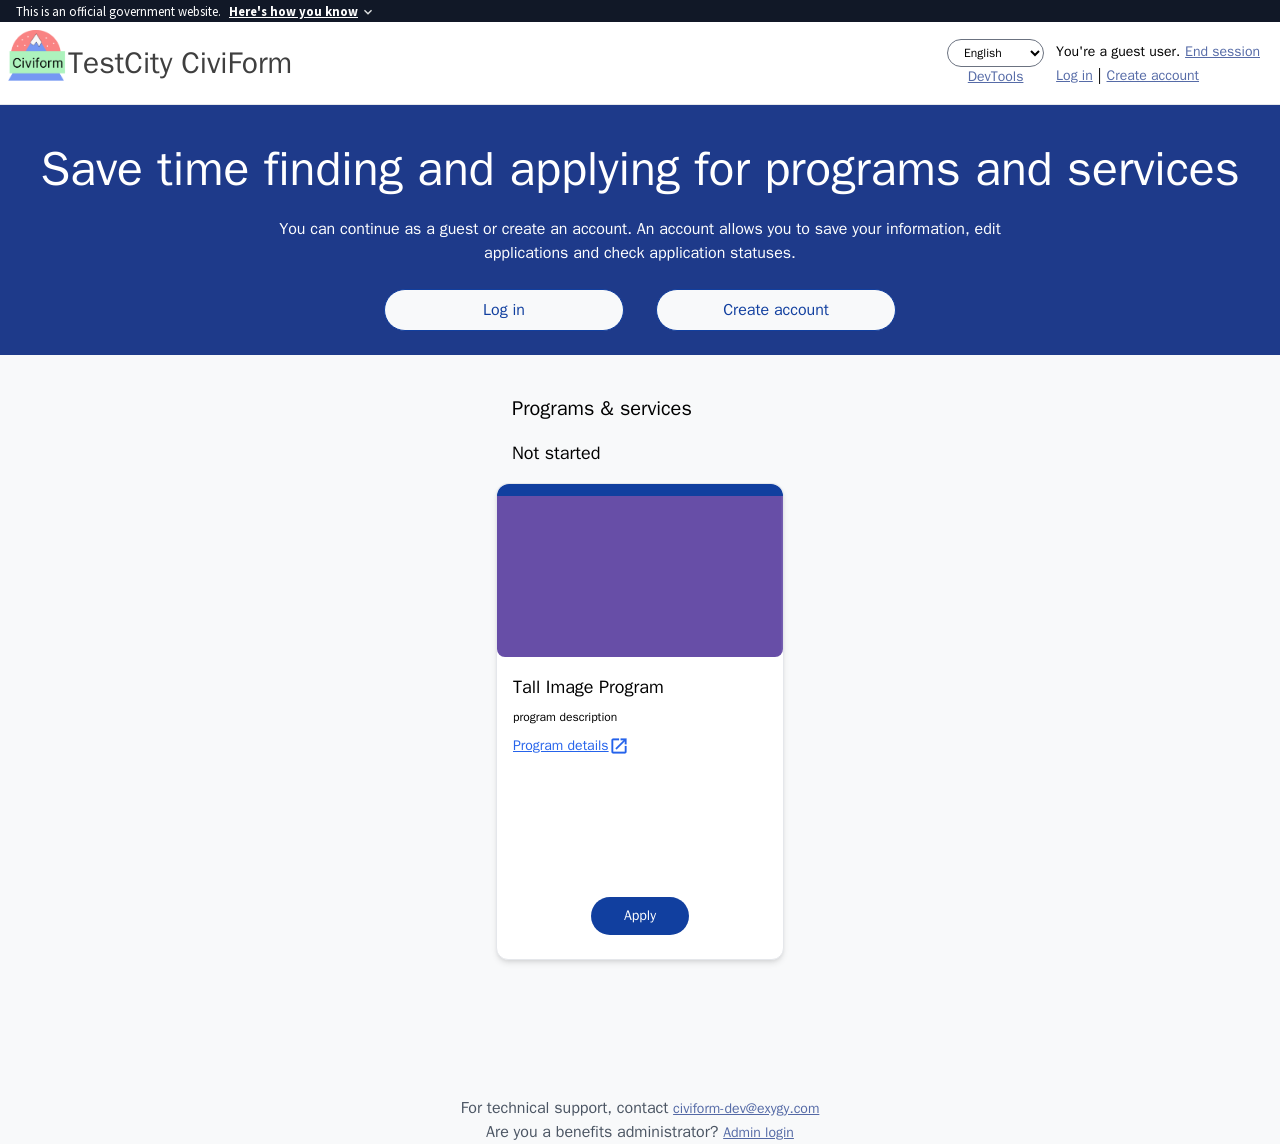 This is an official government website. Here's how you know
Civiform
TestCity CiviForm
English
DevTools
You're a guest user. End session
Log in | Create account
Save time finding and applying for programs and services
You can continue as a guest or create an account. An account allows you to save your information, edit
applications and check application statuses.
Log in
Create account
Programs & services
Not started
Tall Image Program
program description
Program details
Apply
For technical support, contact civiform-dev@exygy.com
Are you a benefits administrator? Admin login